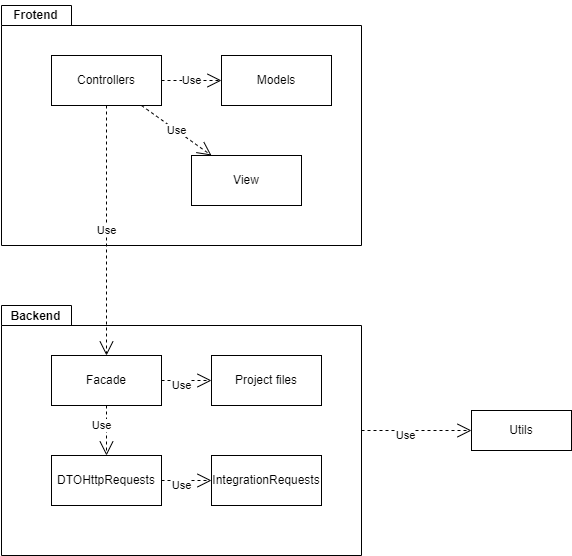 Frotend
Controllers
Use
Models
Use
View
Use
Backend
Facade
Use
Project files
Use
Use
Utils
DTOHttpRequests
Use
IntegrationRequests